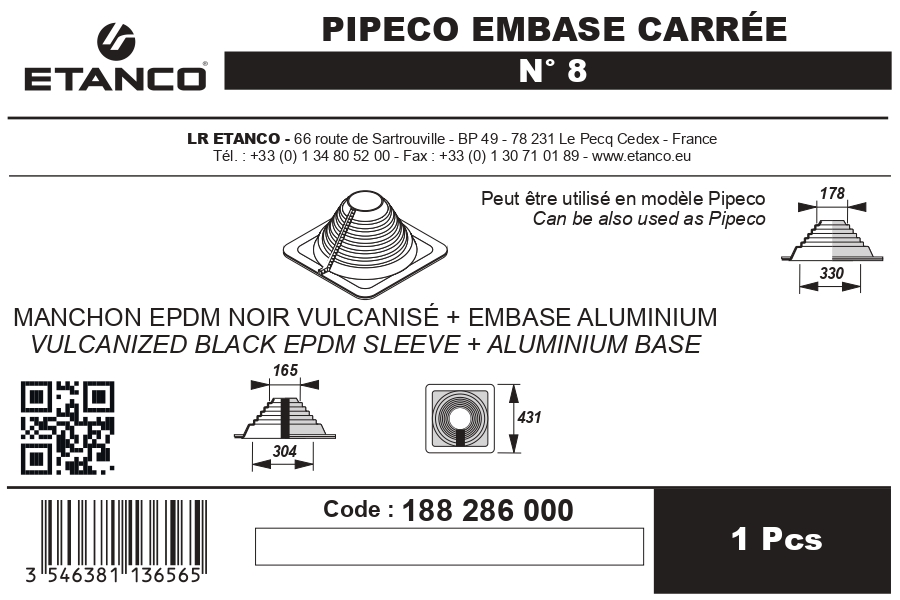 PIPECO EMBASE CARRÉE
ETANCO®
N° 8
LR ETANCO - 66 route de Sartrouville - BP 49 - 78 231 Le Pecq Cedex - France
Tél. : +33 (0) 1 34 80 52 00 - Fax : +33 (0) 1 30 71 01 89 - www.etanco.eu
Peut être utilisé en modèle Pipeco
Can be also used as Pipeco
178
330
MANCHON EPDM NOIR VULCANISÉ + EMBASE ALUMINIUM
VULCANIZED BLACK EPDM SLEEVE + ALUMINIUM BASE
165
304
431
Code : 188 286 000
1 Pcs
3 546381 136565